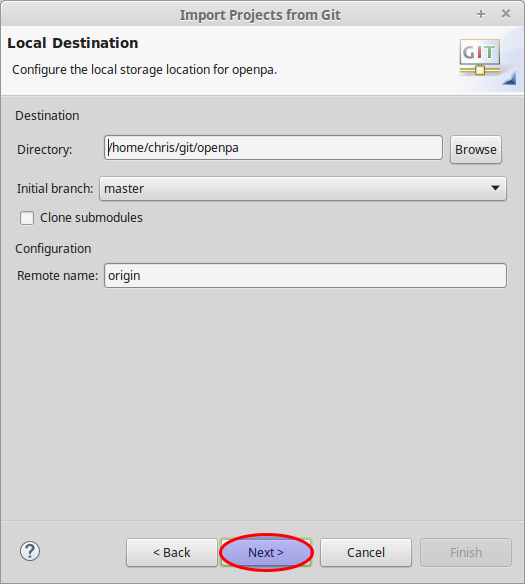 Import Projects from Git
Local Destination
Configure the local storage location for openpa.
GIT
Destination
Directory: /home/chris/git/openpa Browse
Initial branch: master
Clone submodules
Configuration
Remote name: origin
? < Back Next > Cancel Finish